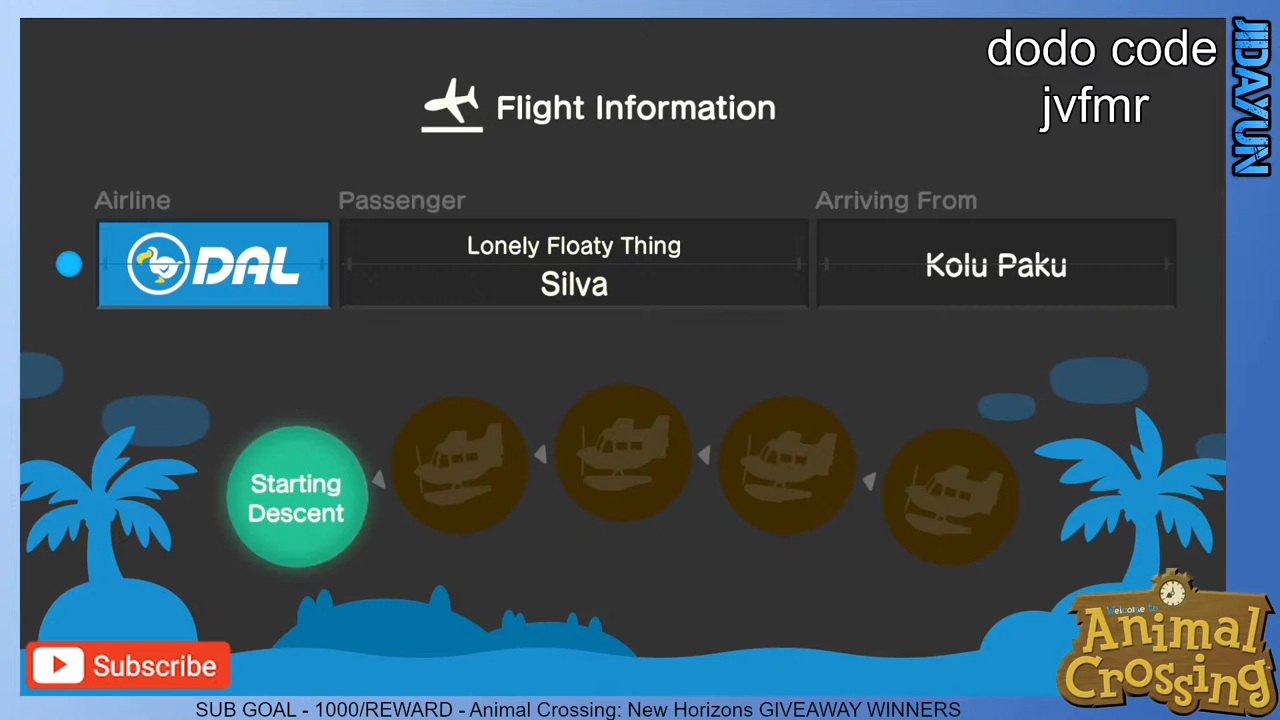 dodo code
jvfmr
JIDAVUN
Flight Information
Airline
Passenger
Arriving From
DAL
Lonely Floaty Thing
Silva
Kolu Paku
Starting
Descent
Welcome to
Animal
Crossing
Subscribe
SUB GOAL - 1000/REWARD - Animal Crossing: New Horizons GIVEAWAY WINNERS